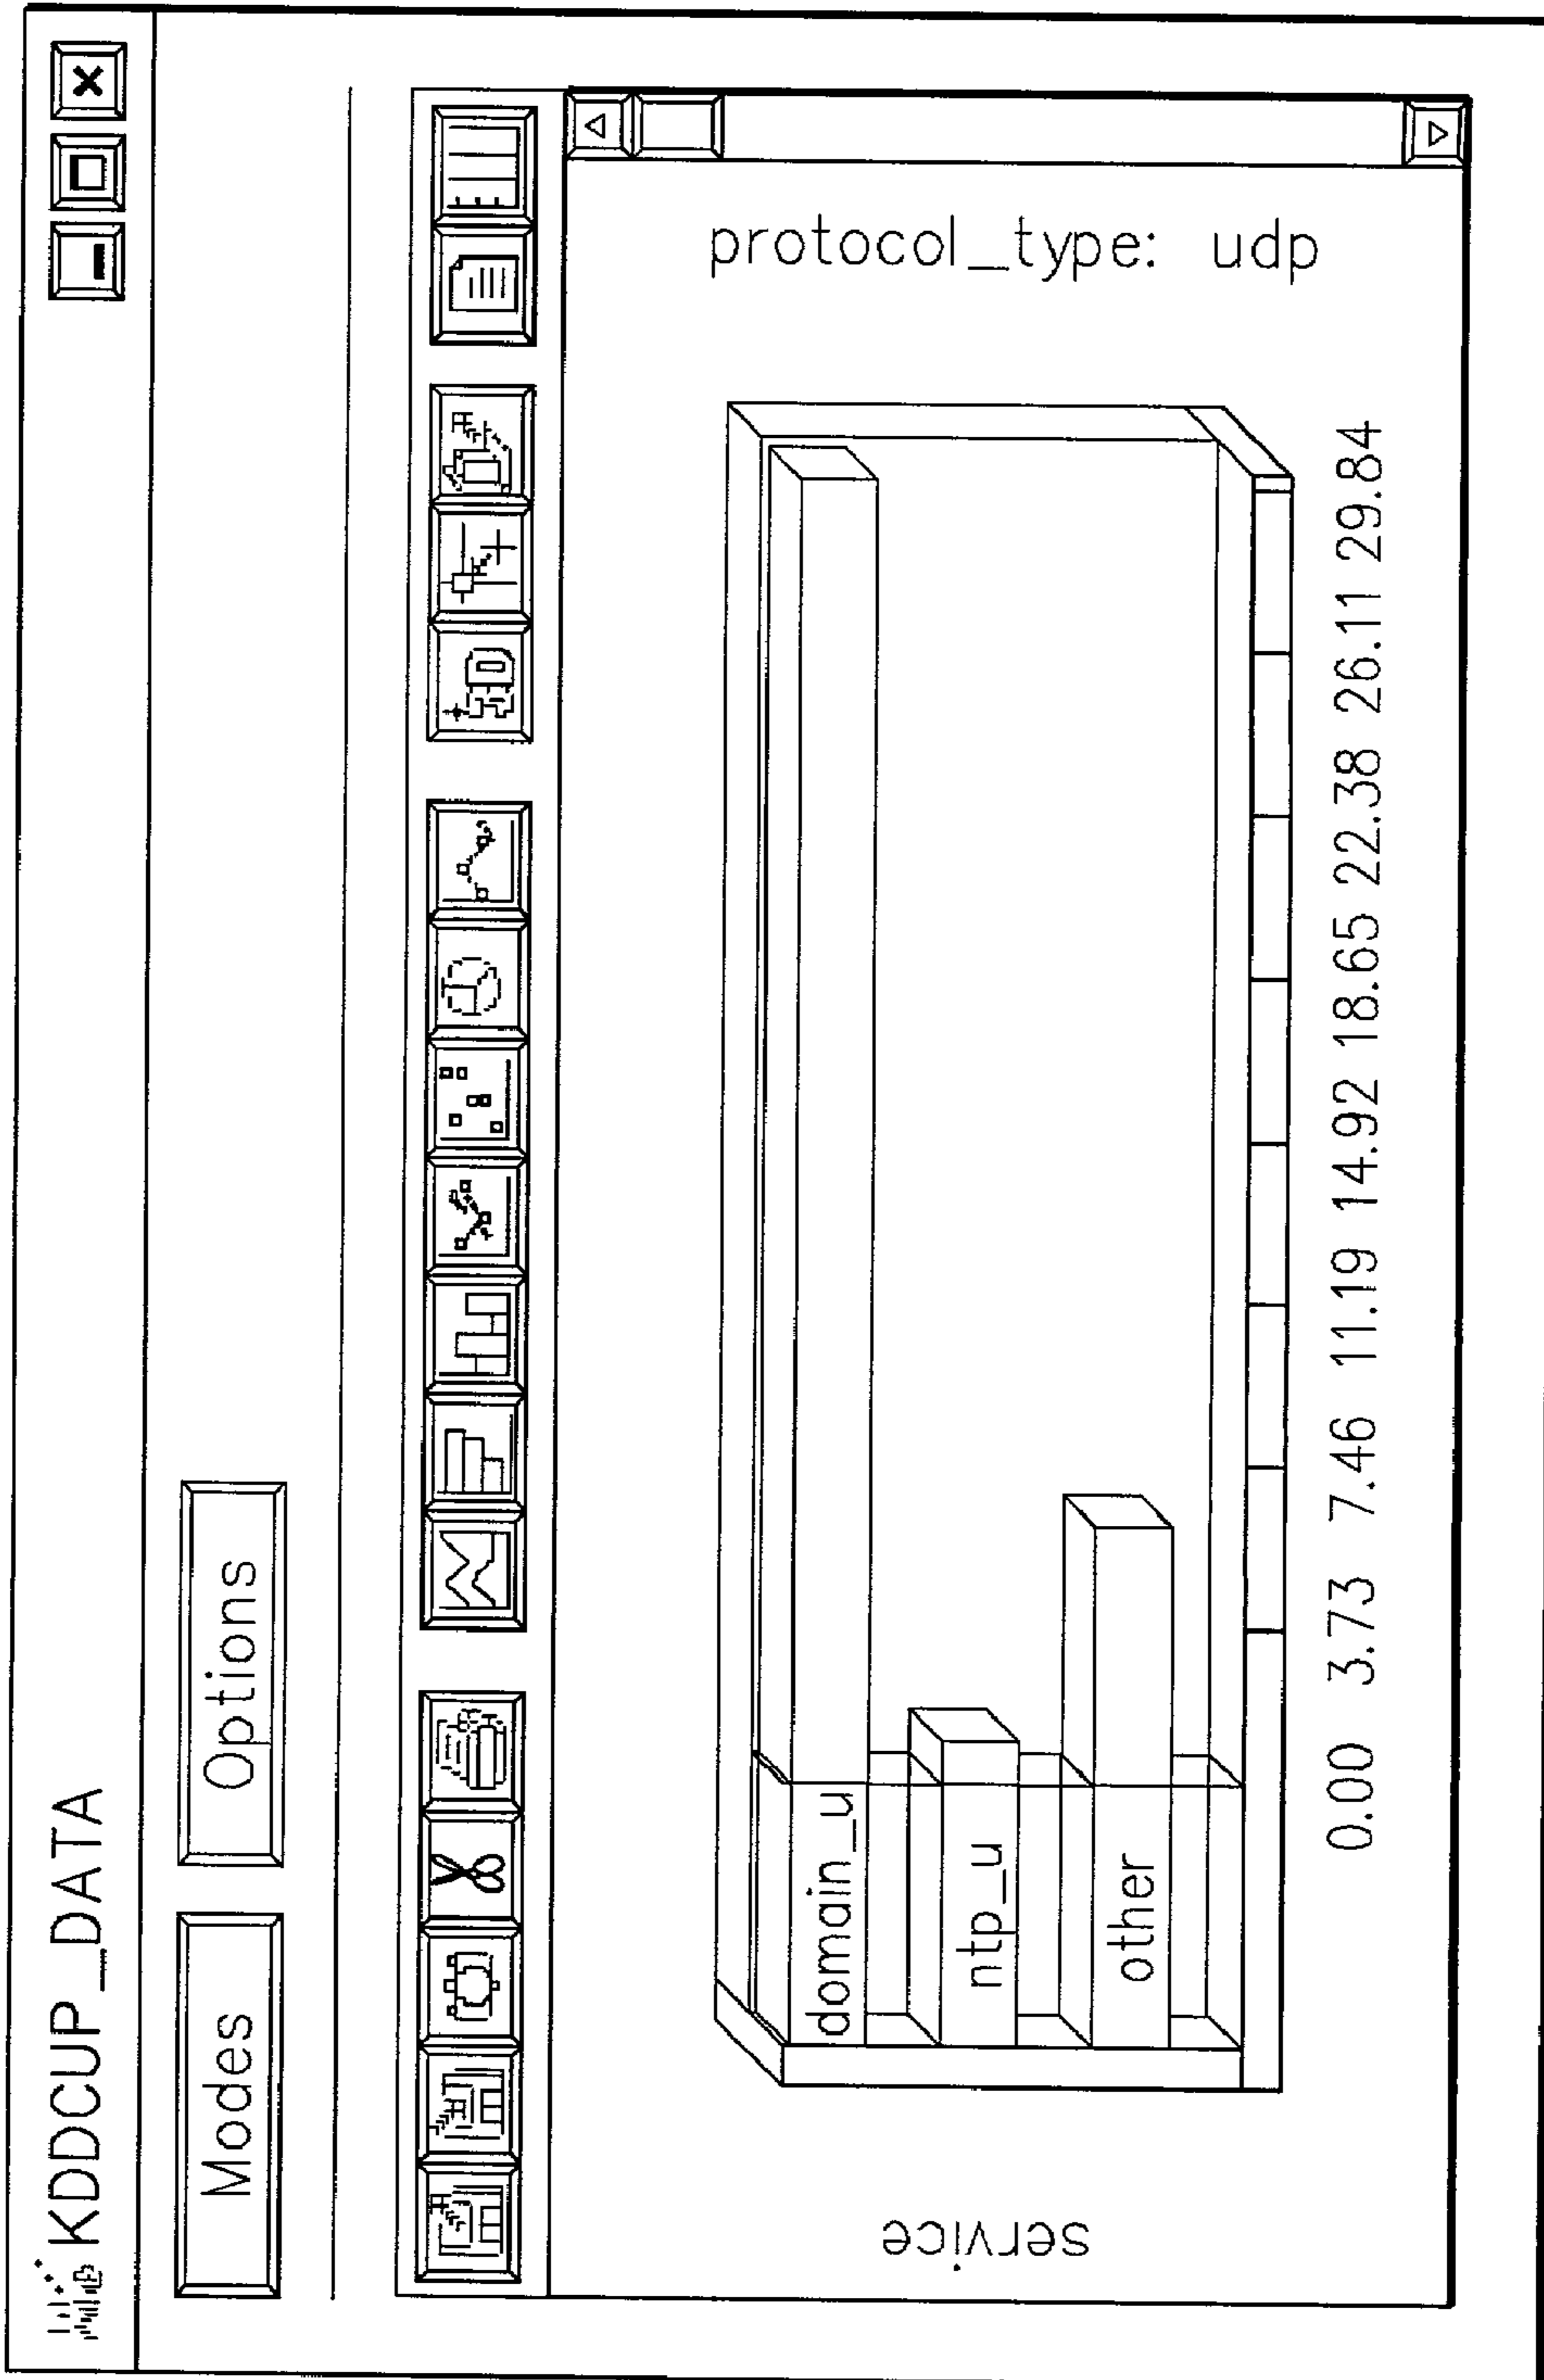 KDDCUP_DATA
Modes
Options
protocol_type: udp
service
domain_u
ntp_u
other
0.00 3.73 7.46 11.19 14.92 18.65 22.38 26.11 29.84